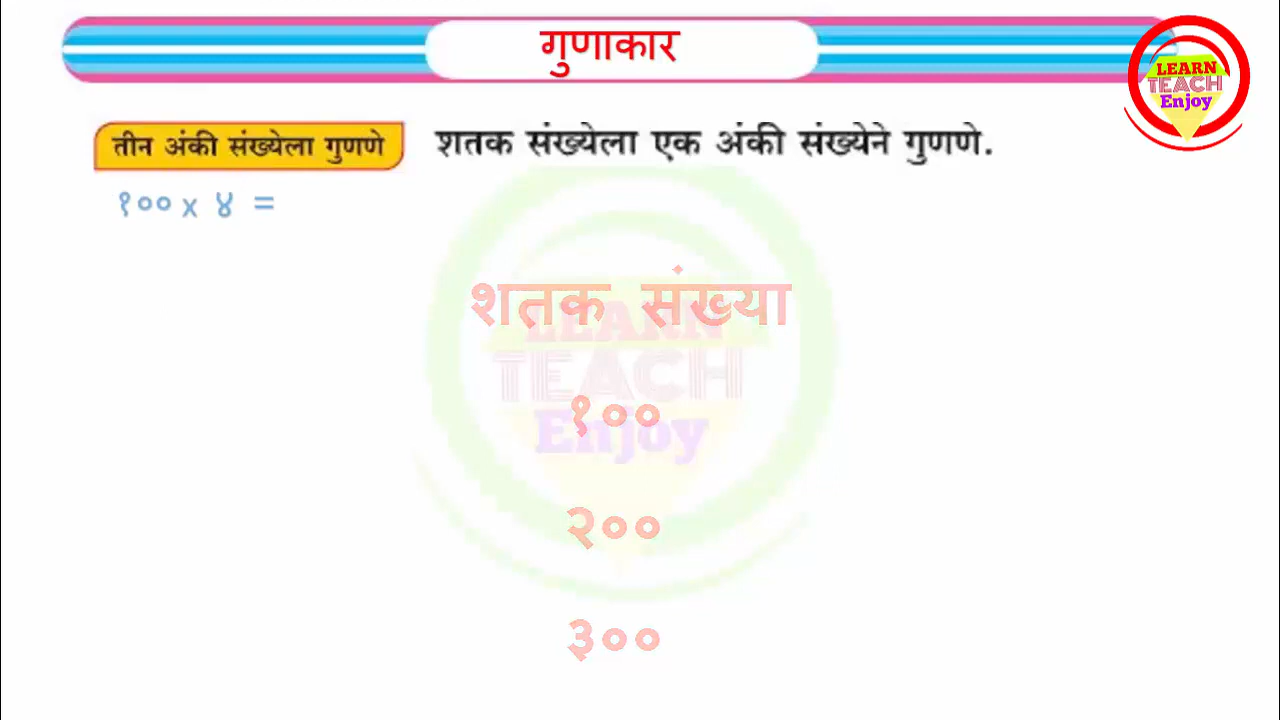 गुणाकार
LEARN
TEACH
Enjoy
तीन अंकी संख्येला गुणणे
शतक संख्येला एक अंकी संख्येने गुणणे.
१०० x ४ =
शतक संख्या
LEARN
TEACH
१००
Enjoy
२००
३००